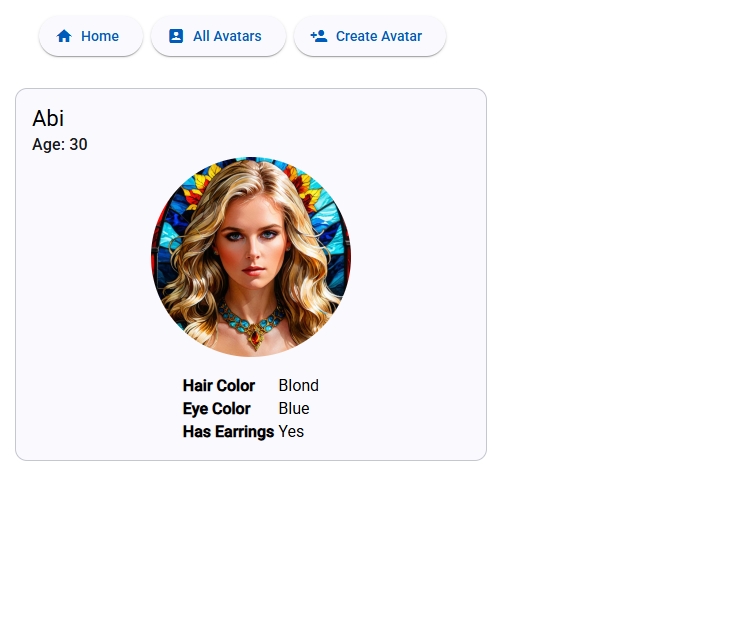 Home All Avatars Create Avatar
Abi
Age: 30
Hair Color Blond
Eye Color Blue
Has Earrings Yes